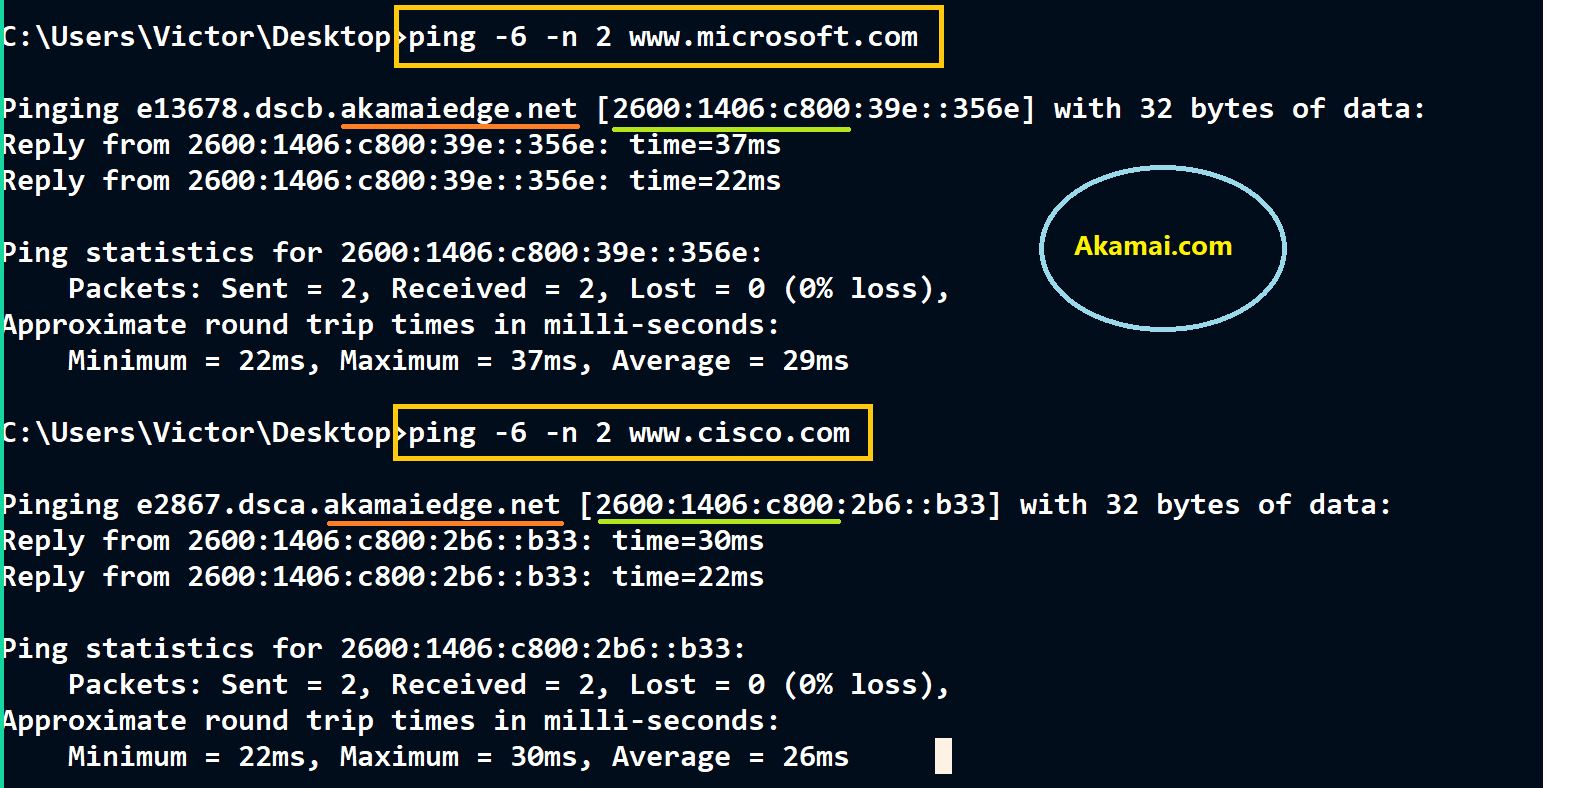 C:\Users\Victor\Desktop>ping -6 -n 2 www.microsoft.com
Pinging e13678.dscb.akamaiedge.net [2600:1406:c800:39e::356e] with 32 bytes of data:
Reply from 2600:1406:c800:39e::356e: time=37ms
Reply from 2600:1406:c800:39e::356e: time=22ms
Akamai.com
Ping statistics for 2600:1406:c800:39e::356e:
    Packets: Sent = 2, Received = 2, Lost = 0 (0% loss),
Approximate round trip times in milli-seconds:
    Minimum = 22ms, Maximum = 37ms, Average = 29ms
C:\Users\Victor\Desktop>ping -6 -n 2 www.cisco.com
Pinging e2867.dsca.akamaiedge.net [2600:1406:c800:2b6::b33] with 32 bytes of data:
Reply from 2600:1406:c800:2b6::b33: time=30ms
Reply from 2600:1406:c800:2b6::b33: time=22ms
Ping statistics for 2600:1406:c800:2b6::b33:
    Packets: Sent = 2, Received = 2, Lost = 0 (0% loss),
Approximate round trip times in milli-seconds:
    Minimum = 22ms, Maximum = 30ms, Average = 26ms